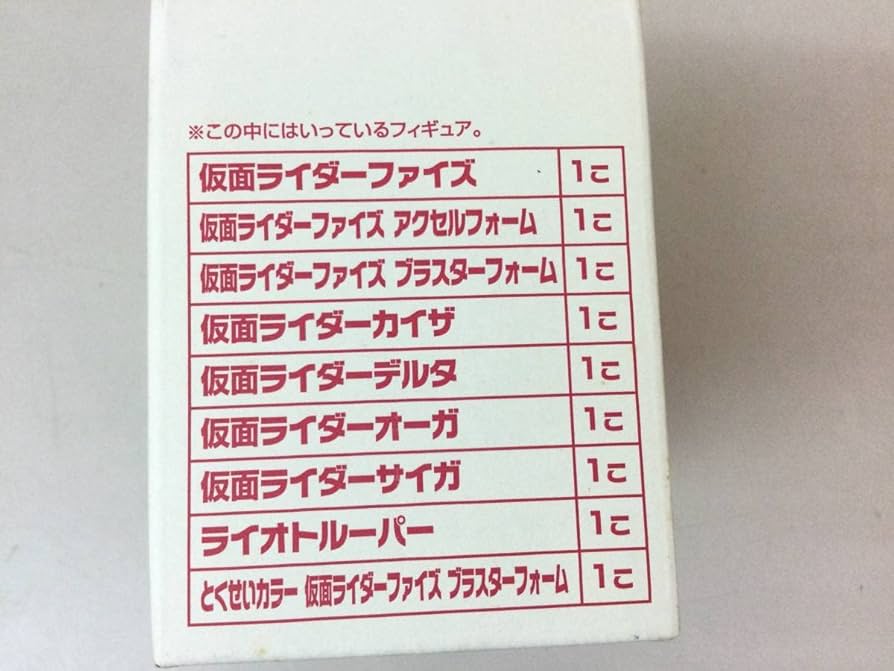 ※この中にはいっているフィギュア。
仮面ライダーファイズ 1こ
仮面ライダーファイズ アクセルフォーム 1こ
仮面ライダーファイズ ブラスターフォーム 1こ
仮面ライダーカイザ 1こ
仮面ライダーデルタ 1こ
仮面ライダーオーガ 1こ
仮面ライダーサイガ 1こ
ライオトルーパー 1こ
とくせいカラー 仮面ライダーファイズ ブラスターフォーム 1こ